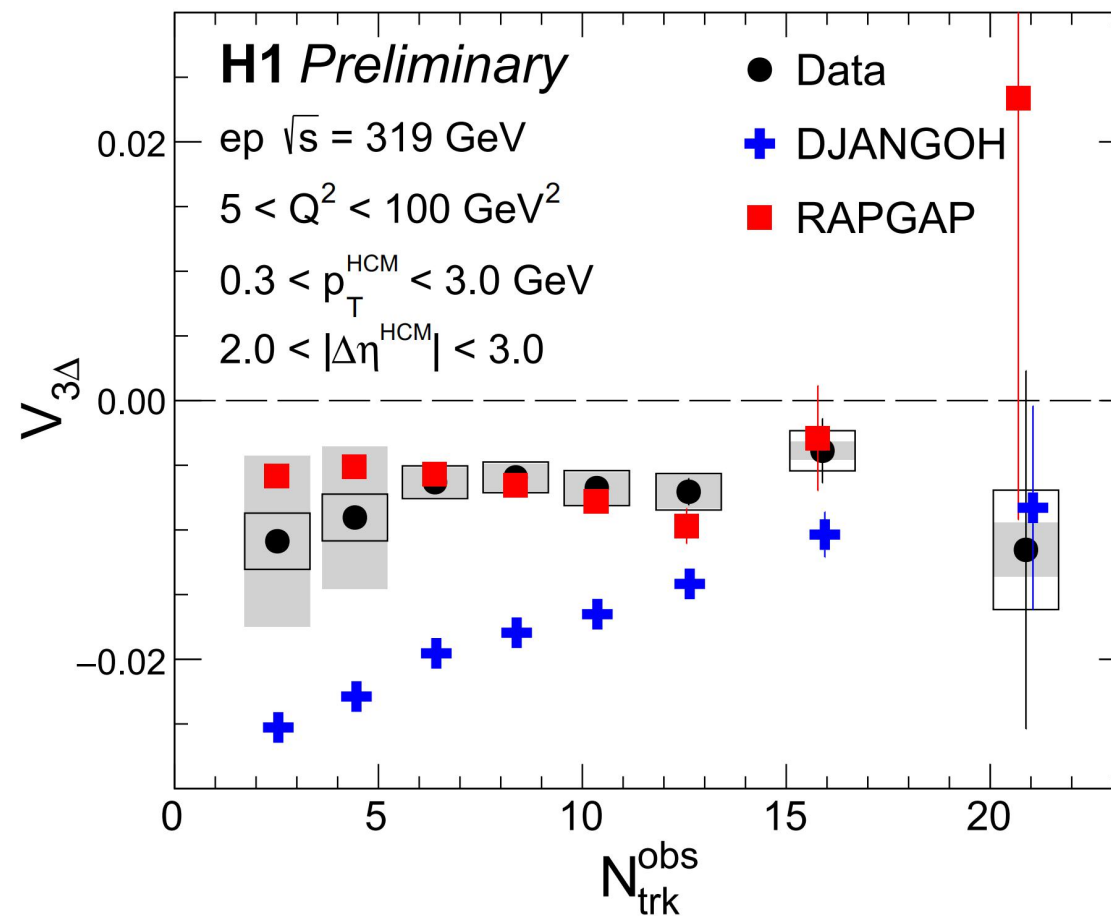 H1 Preliminary
ep √s = 319 GeV
5 < Q² < 100 GeV²
0.3 < p_T^HCM < 3.0 GeV
2.0 < |Δη^HCM| < 3.0
Data
DJANGOH
RAPGAP
V_3Δ
0.02
0.00
−0.02
0 5 10 15 20
N_trk^obs